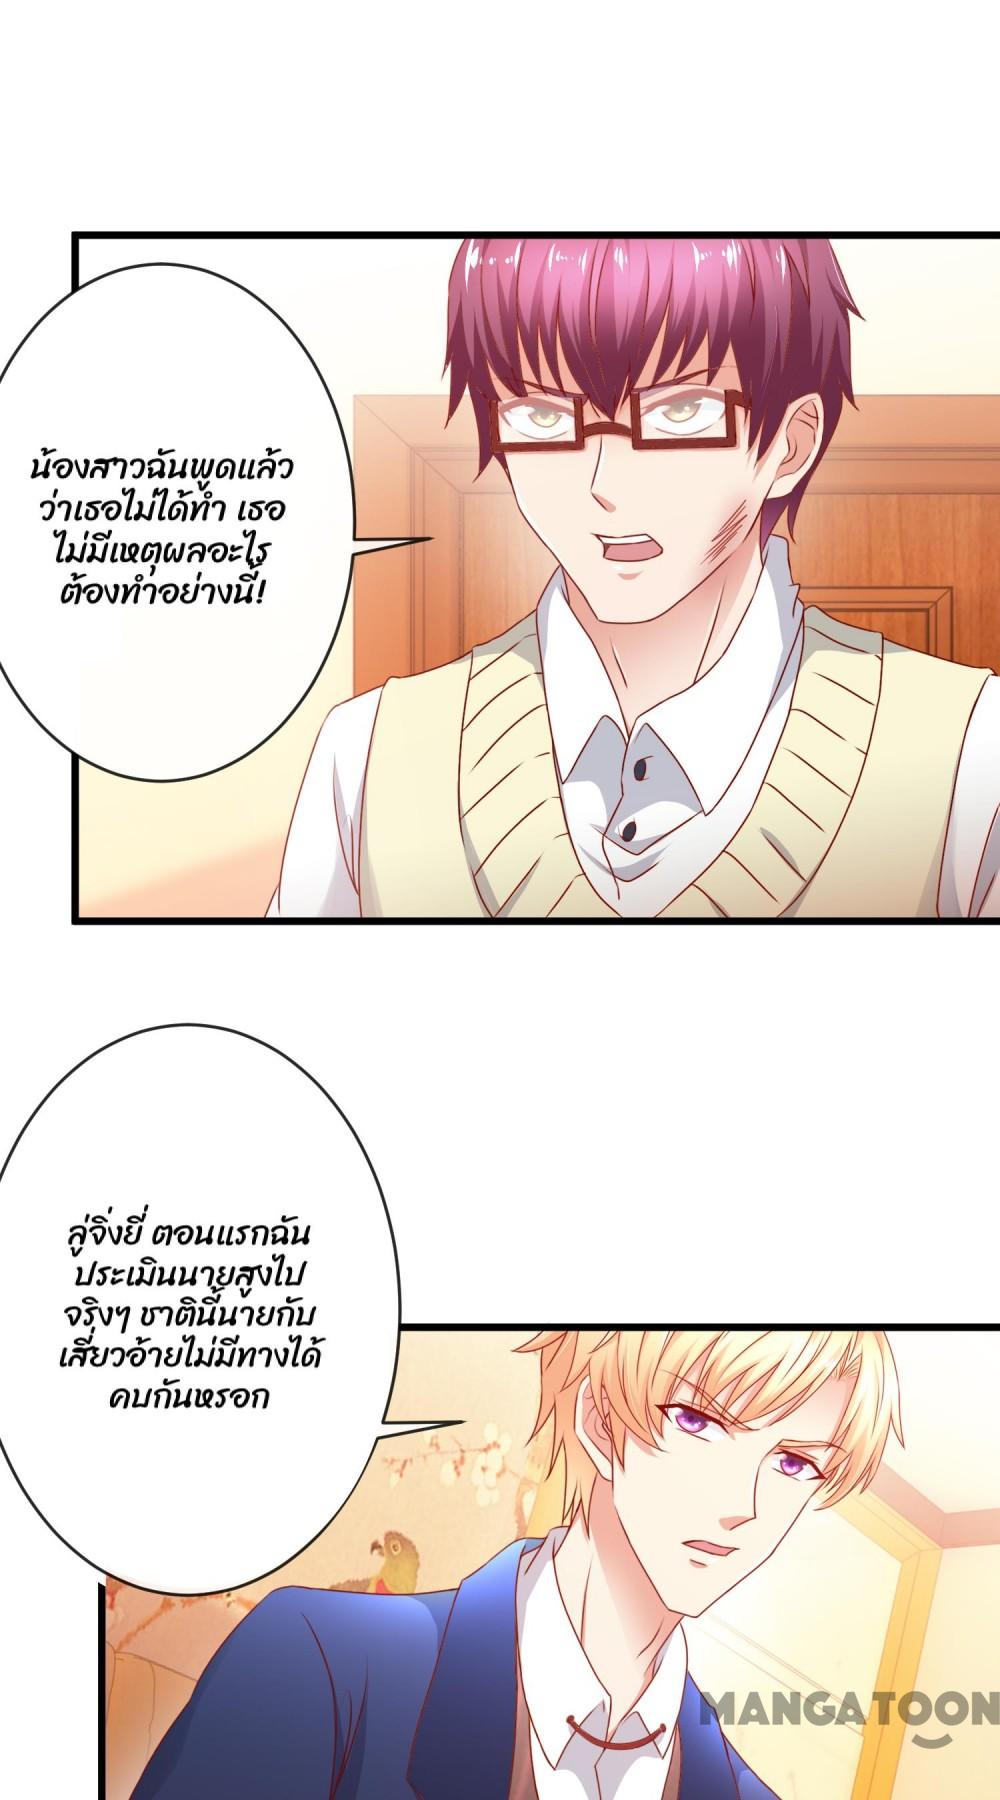 น้องสาวฉันพูดแล้ว
ว่าเธอไม่ได้ทำ เธอ
ไม่มีเหตุผลอะไร
ต้องทำอย่างนี้!
ลู่จิ่งยี่ ตอนแรกฉัน
ประเมินนายสูงไป
จริงๆ ชาตินี้นายกับ
เสี่ยวอ้ายไม่มีทางได้
คบกันหรอก
MANGATOON